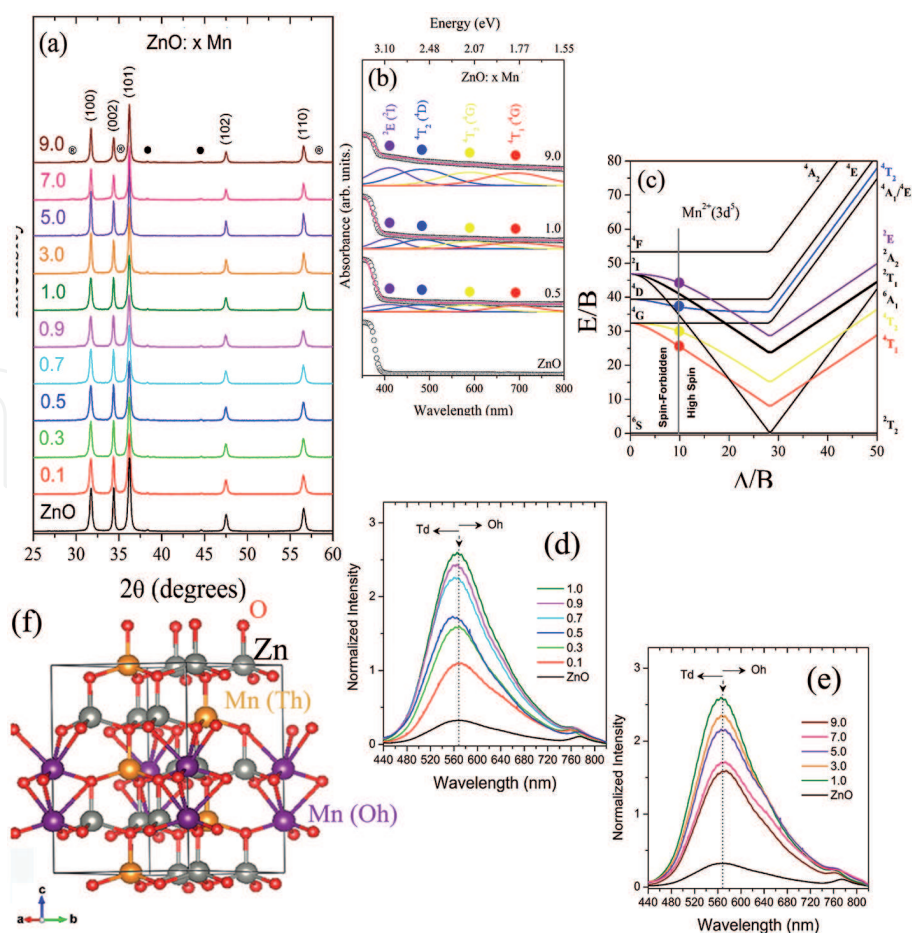 (a)
ZnO: x Mn
(100)
(002)
(101)
(102)
(110)
9.0
7.0
5.0
3.0
1.0
0.9
0.7
0.5
0.3
0.1
ZnO
25 30 35 40 45 50 55 60
2θ (degrees)
Energy (eV)
3.10 2.48 2.07 1.77 1.55
(b)
ZnO: x Mn
²E (²I)
⁴T₂ (⁴D)
⁴T₁ (⁴G)
9.0
1.0
0.5
ZnO
Absorbance (arb. units.)
400 500 600 700 800
Wavelength (nm)
(c)
⁴A₂
⁴E
⁴T₂
⁴A₁/⁴E
Mn²⁺(3d⁵)
⁴F
²I
⁴D
⁴G
⁶S
²E
²A₂
²T₁
⁶A₁
⁴T₁
²T₂
80
70
60
50
40
30
20
10
0
E/B
Spin-Forbidden
High Spin
0 10 20 30 40 50
Δ/B
Td Oh
(d)
3
2
1
0
Normalized Intensity
1.0
0.9
0.7
0.5
0.3
0.1
ZnO
440 480 520 560 600 640 680 720 760 800
Wavelength (nm)
Td Oh
(e)
3
2
1
0
Normalized Intensity
9.0
7.0
5.0
3.0
1.0
ZnO
440 480 520 560 600 640 680 720 760 800
Wavelength (nm)
(f)
O
Zn
Mn (Th)
Mn (Oh)
c
a
b